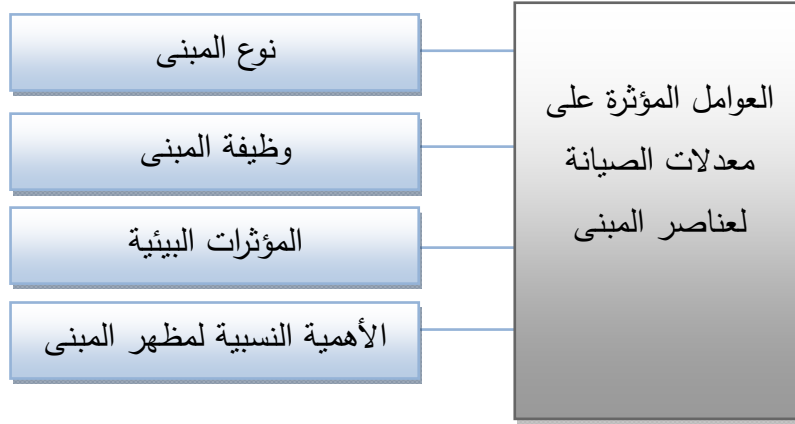 العوامل المؤثرة على
معدلات الصيانة
لعناصر المبنى
نوع المبنى
وظيفة المبنى
المؤثرات البيئية
الأهمية النسبية لمظهر المبنى